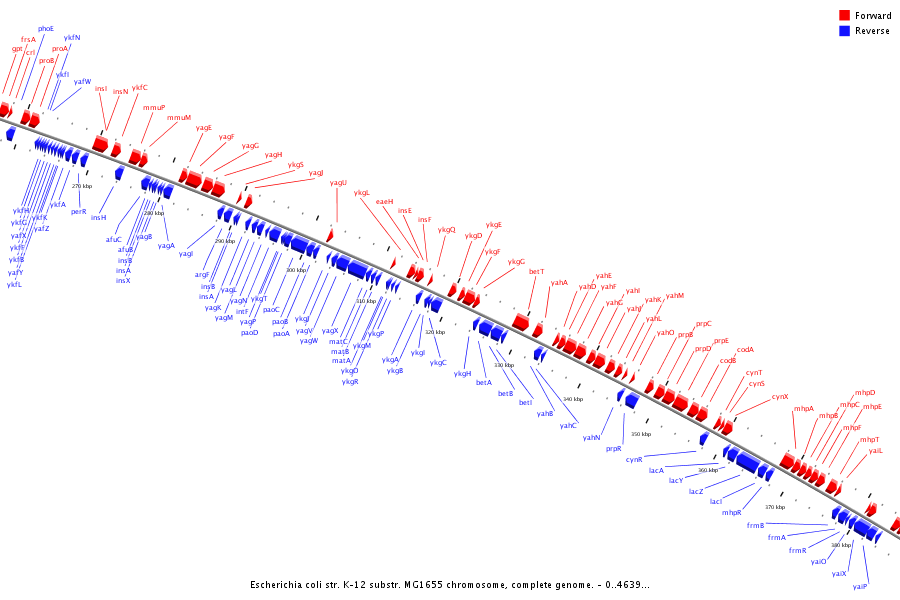 Forward
Reverse
phoE
frsA
ykfN
gpt
crl
proA
proB
ykfI
yafW
insI
insN
ykfC
mmuP
mmuM
yagE
yagF
yagG
yagH
ykgS
yagJ
yagU
ykgL
eaeH
insE
insF
ykgQ
ykgD
ykgE
ykgF
ykgG
betT
yahA
yahD
yahE
yahF
yahG
yahI
yahJ
yahK
yahL
yahM
yahO
prpB
prpC
prpD
prpE
codB
codA
cynT
cynS
cynX
mhpA
mhpB
mhpC
mhpD
mhpE
mhpF
mhpT
yaiL
270 kbp
280 kbp
290 kbp
300 kbp
310 kbp
320 kbp
330 kbp
340 kbp
350 kbp
360 kbp
370 kbp
380 kbp
ykfH
ykfG
yafX
ykfF
ykfB
yafY
ykfL
ykfK
yafZ
ykfA
perR
insH
afuC
afuB
insB
insA
insX
yagB
yagA
yagI
argF
insB
insA
yagK
yagM
yagL
yagN
intF
yagP
paoD
ykgT
paoC
paoB
paoA
ykgJ
yagV
yagW
yagX
matC
matB
matA
ykgO
ykgR
ykgM
ykgP
ykgA
ykgB
ykgI
ykgC
ykgH
betA
betB
betI
yahB
yahC
yahN
prpR
cynR
lacA
lacY
lacZ
lacI
mhpR
frmB
frmA
frmR
yaiO
yaiX
yaiP
Escherichia coli str. K-12 substr. MG1655 chromosome, complete genome. - 0..4639...